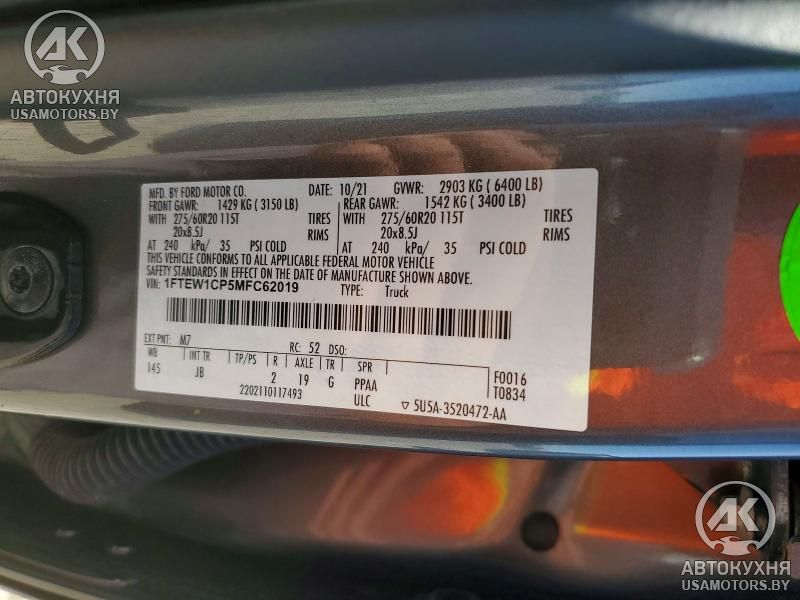 AK
АВТОКУХНЯ
USAMOTORS.BY
MFD. BY FORD MOTOR CO. DATE: 10/21 GVWR: 2903 KG ( 6400 LB)
FRONT GAWR: 1429 KG ( 3150 LB) REAR GAWR: 1542 KG ( 3400 LB)
WITH 275/60R20 115T TIRES WITH 275/60R20 115T TIRES
20x8.5J RIMS 20x8.5J RIMS
AT 240 kPa/ 35 PSI COLD AT 240 kPa/ 35 PSI COLD
THIS VEHICLE CONFORMS TO ALL APPLICABLE FEDERAL MOTOR VEHICLE
SAFETY STANDARDS IN EFFECT ON THE DATE OF MANUFACTURE SHOWN ABOVE.
VIN: 1FTEW1CP5MFC62019 TYPE: Truck
EXT PNT: M7 RC: 52 DSO:
WB INT TR TP/PS R AXLE TR SPR
145 JB 2 19 G PPAA F0016
2202110117493 ULC T0834
▽ 5U5A-3520472-AA
AK
АВТОКУХНЯ
USAMOTORS.BY